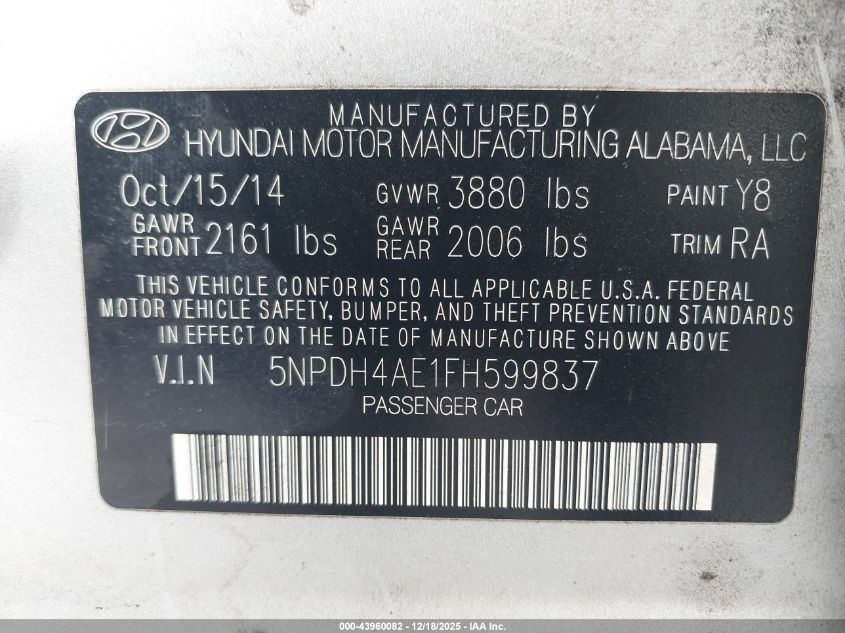 MANUFACTURED BY
HYUNDAI MOTOR MANUFACTURING ALABAMA, LLC
Oct/15/14 GVWR 3880 lbs PAINT Y8
GAWR FRONT 2161 lbs GAWR REAR 2006 lbs TRIM RA
THIS VEHICLE CONFORMS TO ALL APPLICABLE U.S.A. FEDERAL
MOTOR VEHICLE SAFETY, BUMPER, AND THEFT PREVENTION STANDARDS
IN EFFECT ON THE DATE OF MANUFACTURE SHOWN ABOVE
V.I.N 5NPDH4AE1FH599837
PASSENGER CAR
000-43960082 - 12/18/2025 - IAA Inc.